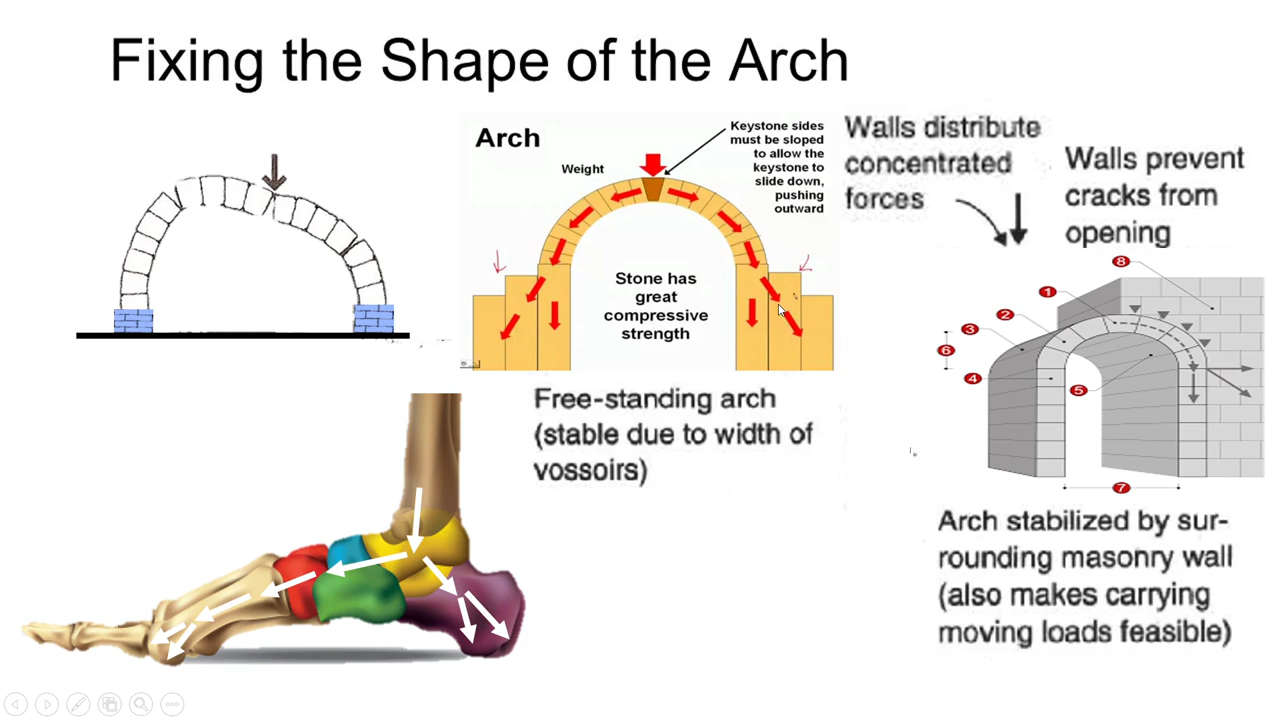 Fixing the Shape of the Arch
Arch
Weight
Keystone sides
must be sloped
to allow the
keystone to
slide down,
pushing
outward
Stone has
great
compressive
strength
Free-standing arch
(stable due to width of
vossoirs)
Walls distribute
concentrated
forces
Walls prevent
cracks from
opening
8
1
2
3
6
4
5
7
Arch stabilized by sur-
rounding masonry wall
(also makes carrying
moving loads feasible)